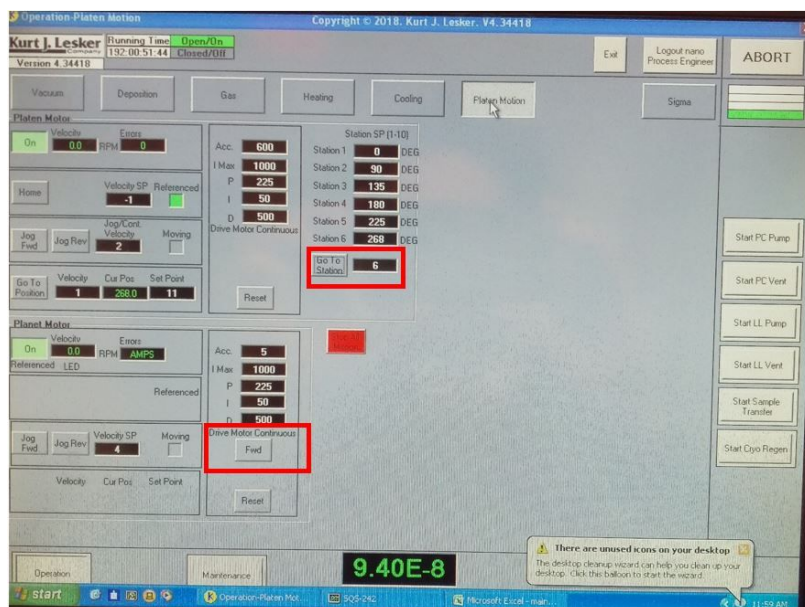 Operation-Platen Motion
Copyright © 2018. Kurt J. Lesker. V4.34418
Kurt J. Lesker
Company
Version 4.34418
Running Time
192:00:51:44
Open/On
Closed/Off
Exit
Logout nano
Process Engineer
ABORT
Vacuum
Deposition
Gas
Heating
Cooling
Platen Motion
Sigma
Platen Motor
On
Velocity
0.0 RPM
Errors
0
Home
Velocity SP
-1
Referenced
Jog
Fwd
Jog Rev
Jog/Cont.
Velocity
2
Moving
Go To
Position
Velocity
1
Cur Pos
268.0
Set Point
11
Acc. 600
I Max 1000
P 225
I 50
D 500
Drive Motor Continuous
Reset
Station SP (1-10)
Station 1 0 DEG
Station 2 90 DEG
Station 3 135 DEG
Station 4 180 DEG
Station 5 225 DEG
Station 6 268 DEG
Go To
Station
6
Planet Motor
On
Velocity
0.0 RPM
Errors
AMPS
Referenced LED
Referenced
Jog
Fwd
Jog Rev
Velocity SP
4
Moving
Velocity Cur Pos Set Point
Acc. 5
I Max 1000
P 225
I 50
D 500
Drive Motor Continuous
Fwd
Reset
Start PC Pump
Start PC Vent
Start LL Pump
Start LL Vent
Start Sample
Transfer
Start Cryo Regen
Operation
Maintenance
9.40E-8
There are unused icons on your desktop
The desktop cleanup wizard can help you clean up your
desktop. Click this balloon to start the wizard.
start
Operation-Platen Mot...
SQS-242
Microsoft Excel - main...
11:59 AM